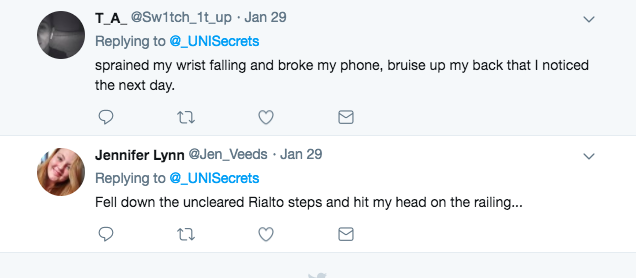 T_A_ @Sw1tch_1t_up · Jan 29
Replying to @_UNISecrets
sprained my wrist falling and broke my phone, bruise up my back that I noticed
the next day.
Jennifer Lynn @Jen_Veeds · Jan 29
Replying to @_UNISecrets
Fell down the uncleared Rialto steps and hit my head on the railing...